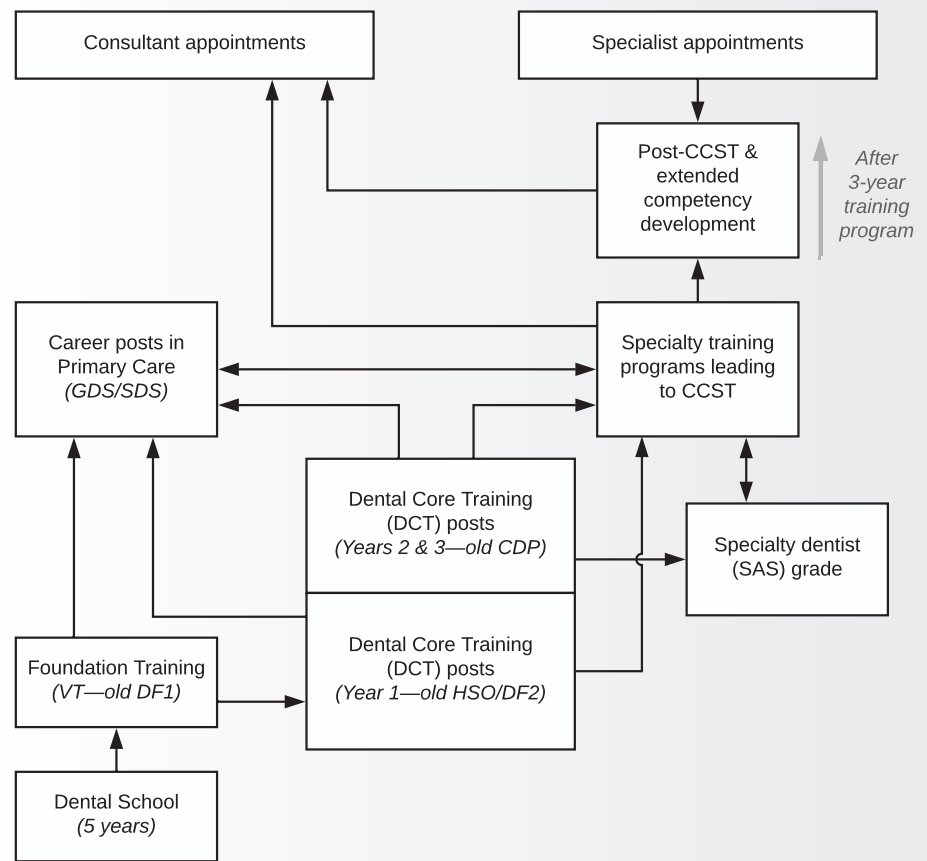 Consultant appointments
Specialist appointments
Post-CCST &
extended
competency
development
After
3-year
training
program
Career posts in
Primary Care
(GDS/SDS)
Specialty training
programs leading
to CCST
Dental Core Training
(DCT) posts
(Years 2 & 3—old CDP)
Specialty dentist
(SAS) grade
Dental Core Training
(DCT) posts
(Year 1—old HSO/DF2)
Foundation Training
(VT—old DF1)
Dental School
(5 years)